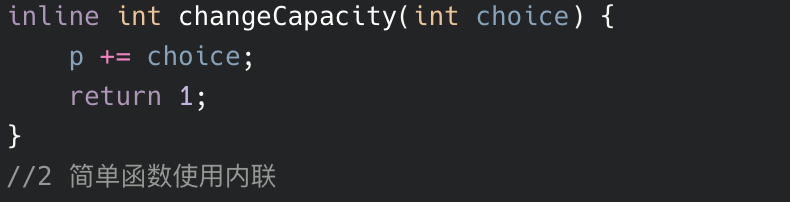 inline int changeCapacity(int choice) {
    p += choice;
    return 1;
}
//2 简单函数使用内联